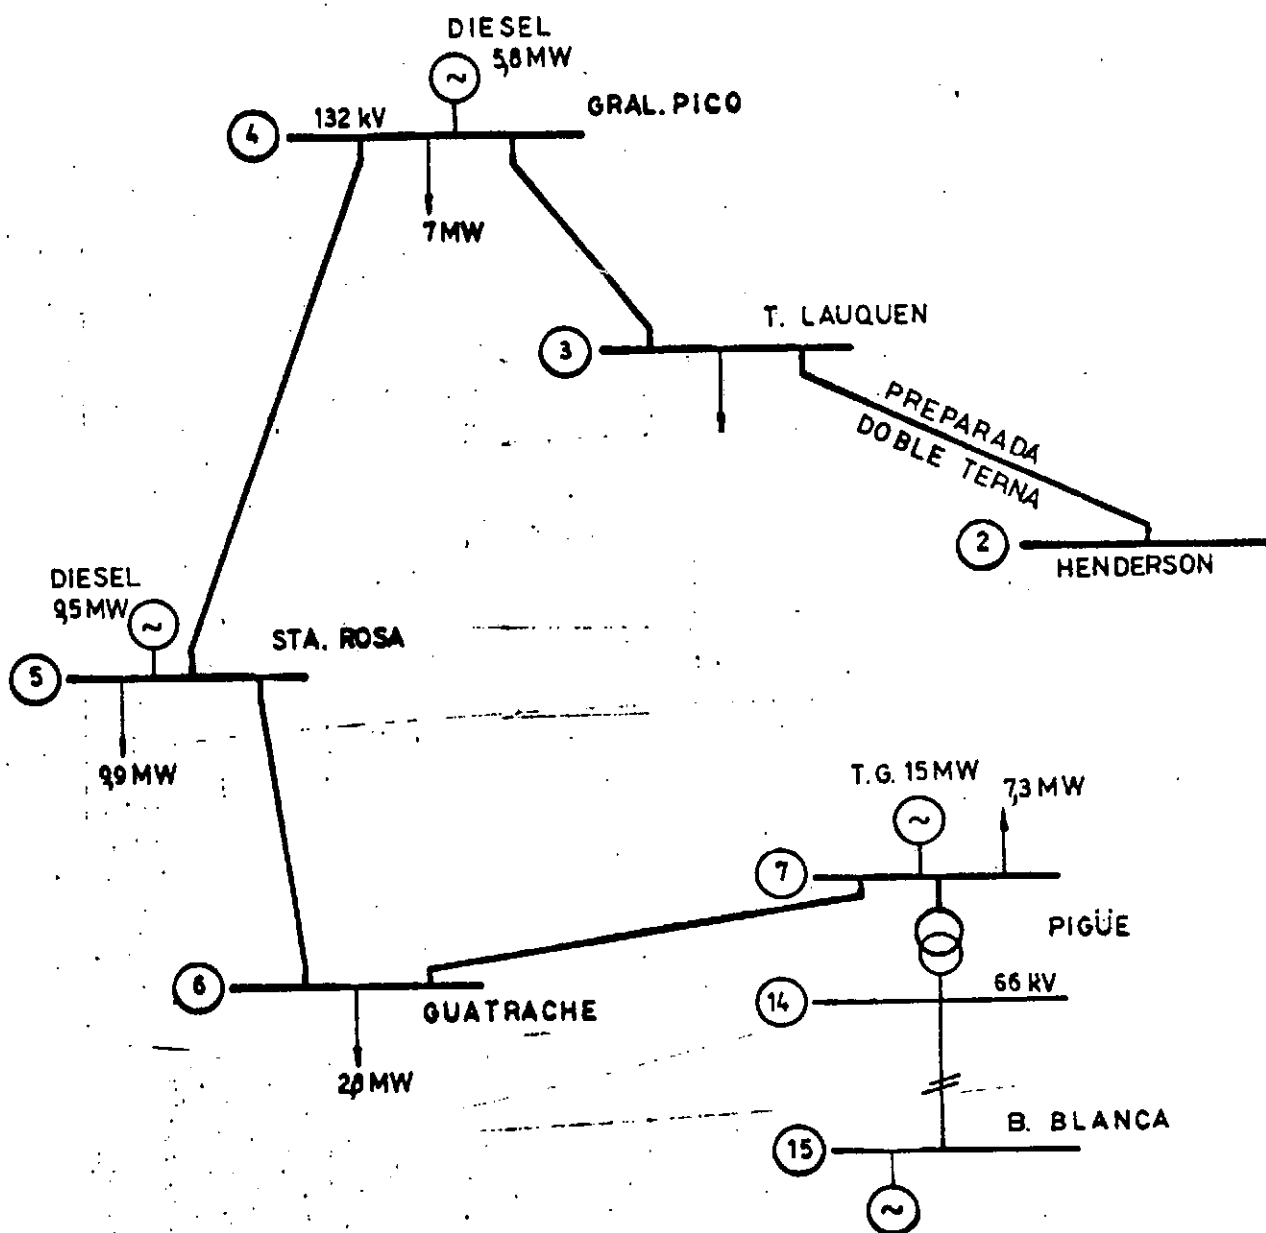 DIESEL
5,8 MW
~
GRAL. PICO
132 kV
4
7 MW
T. LAUQUEN
3
PREPARADA
DOBLE TERNA
2
HENDERSON
DIESEL
9,5 MW
~
STA. ROSA
5
9,9 MW
T.G. 15 MW
7,3 MW
~
7
PIGÜE
6
GUATRACHE
66 kV
14
2,8 MW
B. BLANCA
15
~